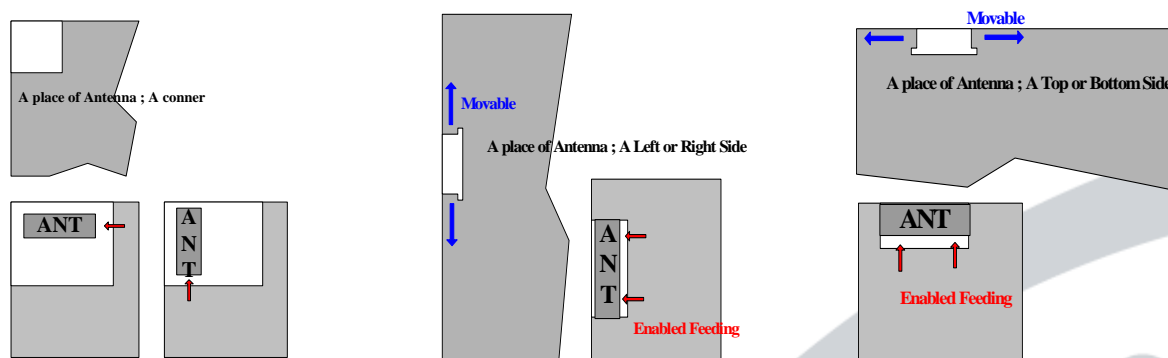 A place of Antenna ; A conner
ANT
A
N
T
Movable
A place of Antenna ; A Left or Right Side
A
N
T
Enabled Feeding
Movable
A place of Antenna ; A Top or Bottom Side
ANT
Enabled Feeding